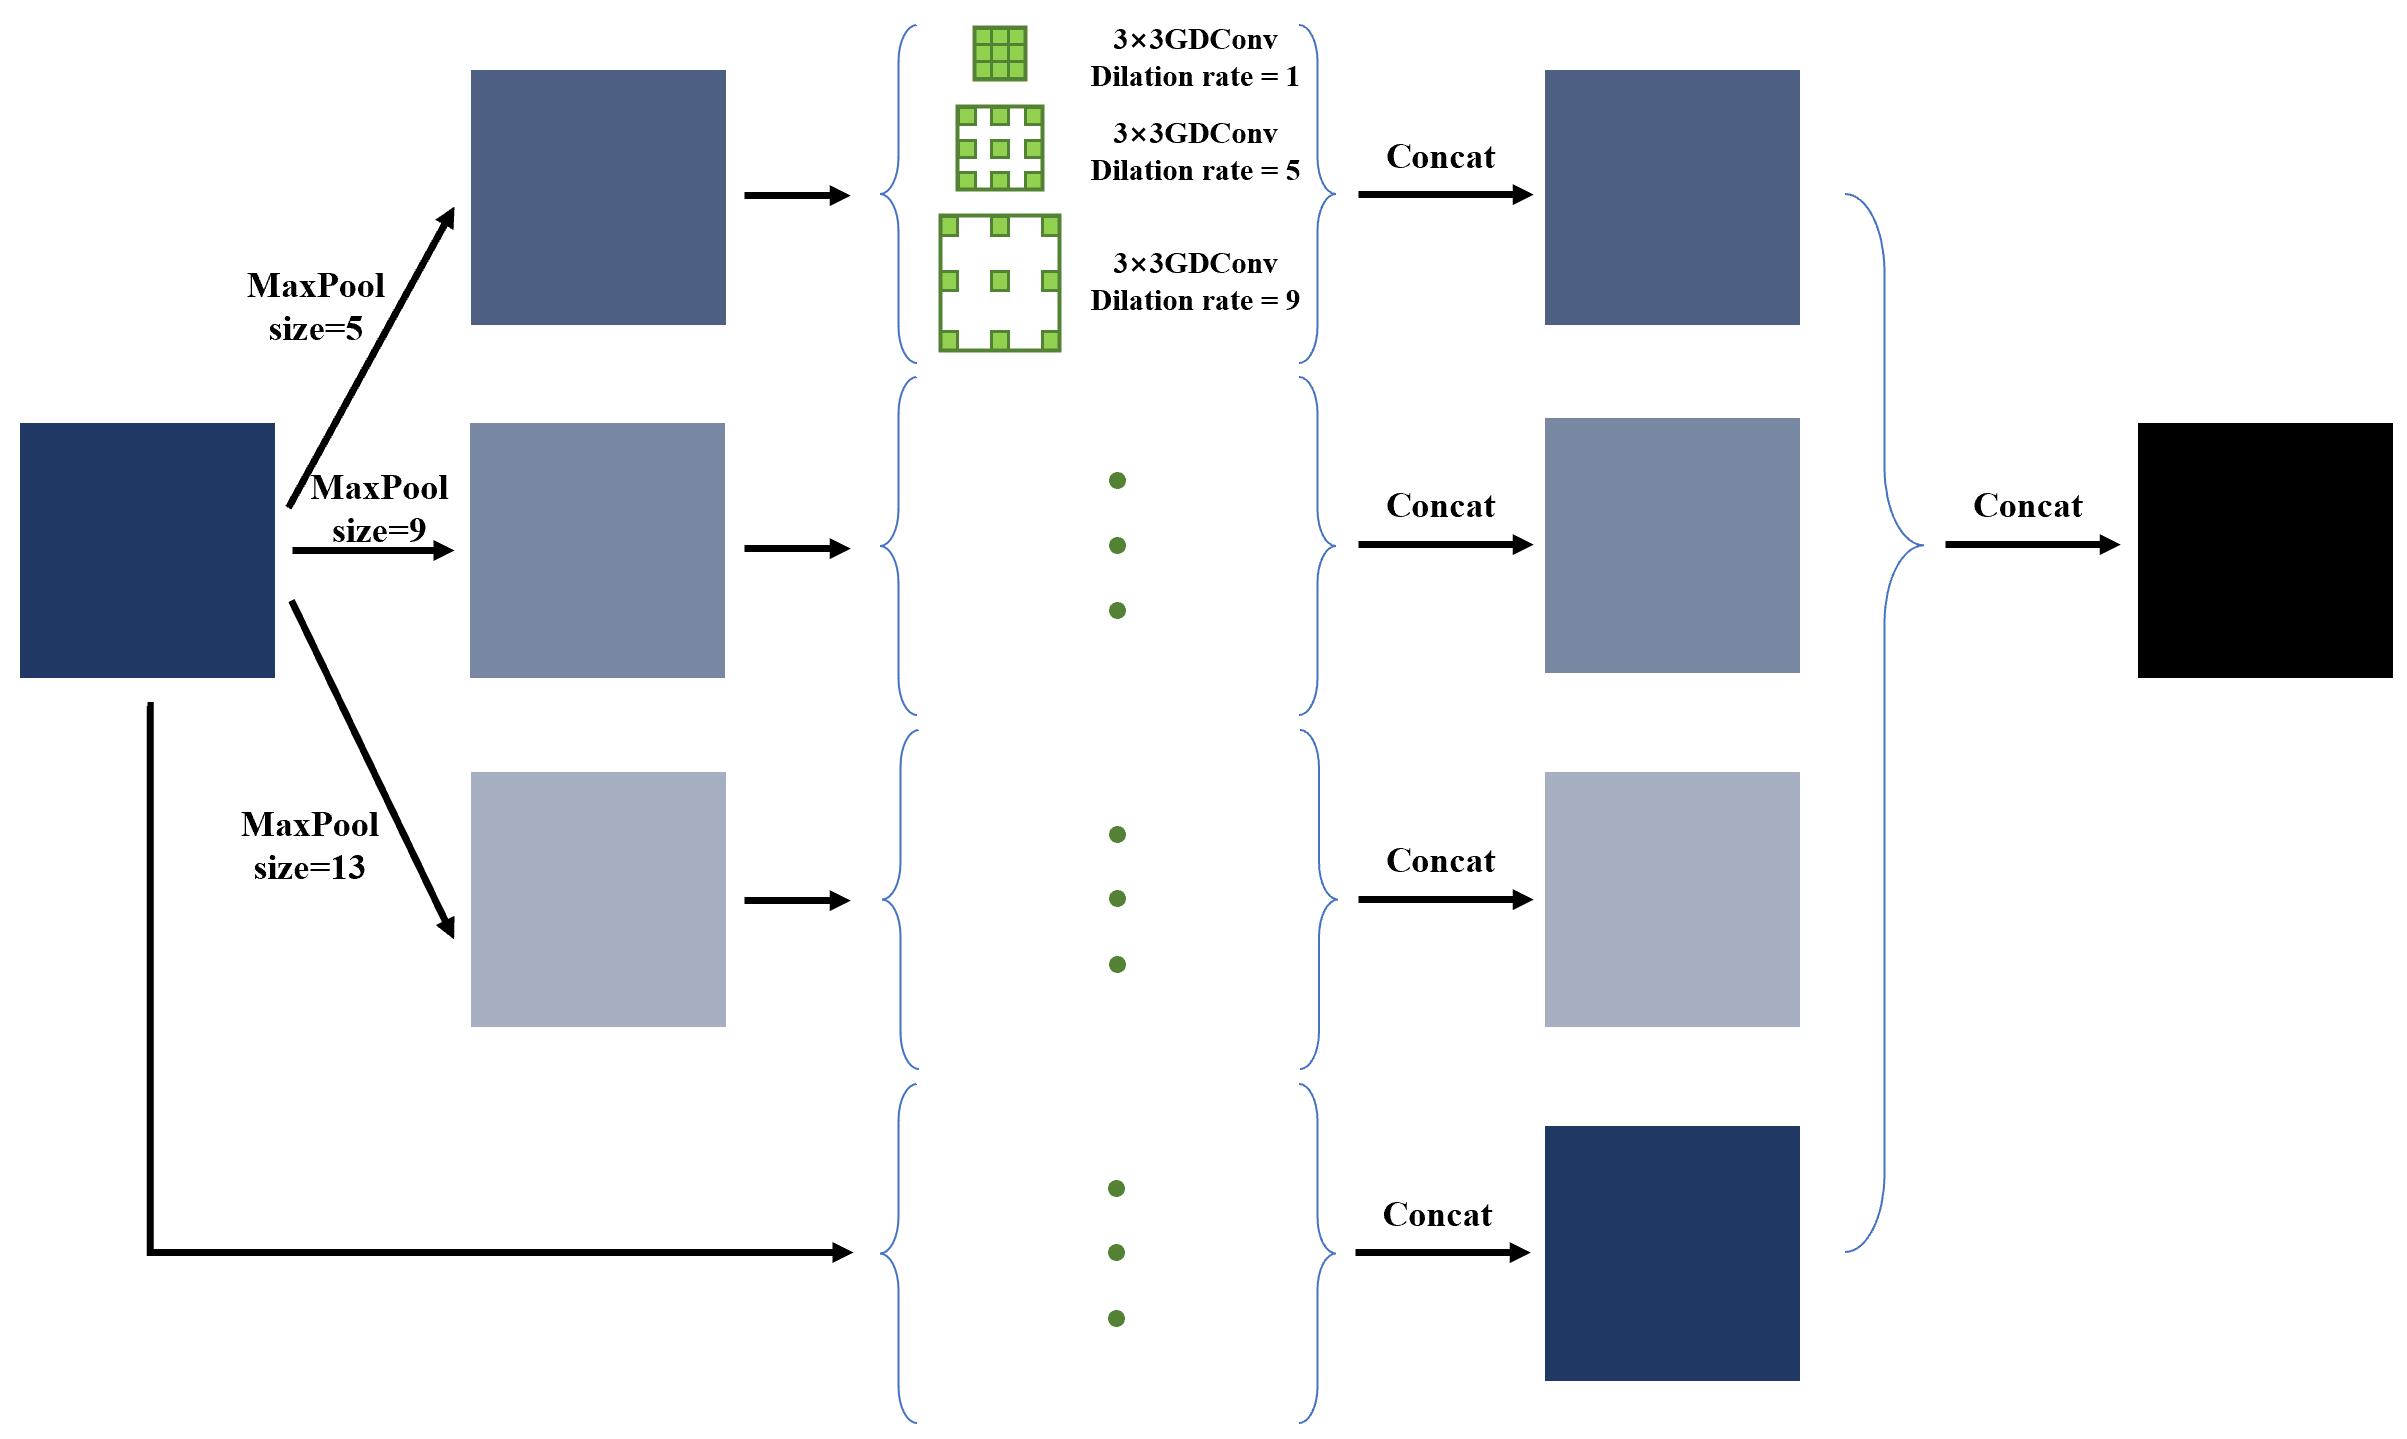 3×3GDConv
Dilation rate = 1
3×3GDConv
Dilation rate = 5
3×3GDConv
Dilation rate = 9
Concat
MaxPool
size=5
MaxPool
size=9
Concat
Concat
MaxPool
size=13
Concat
Concat